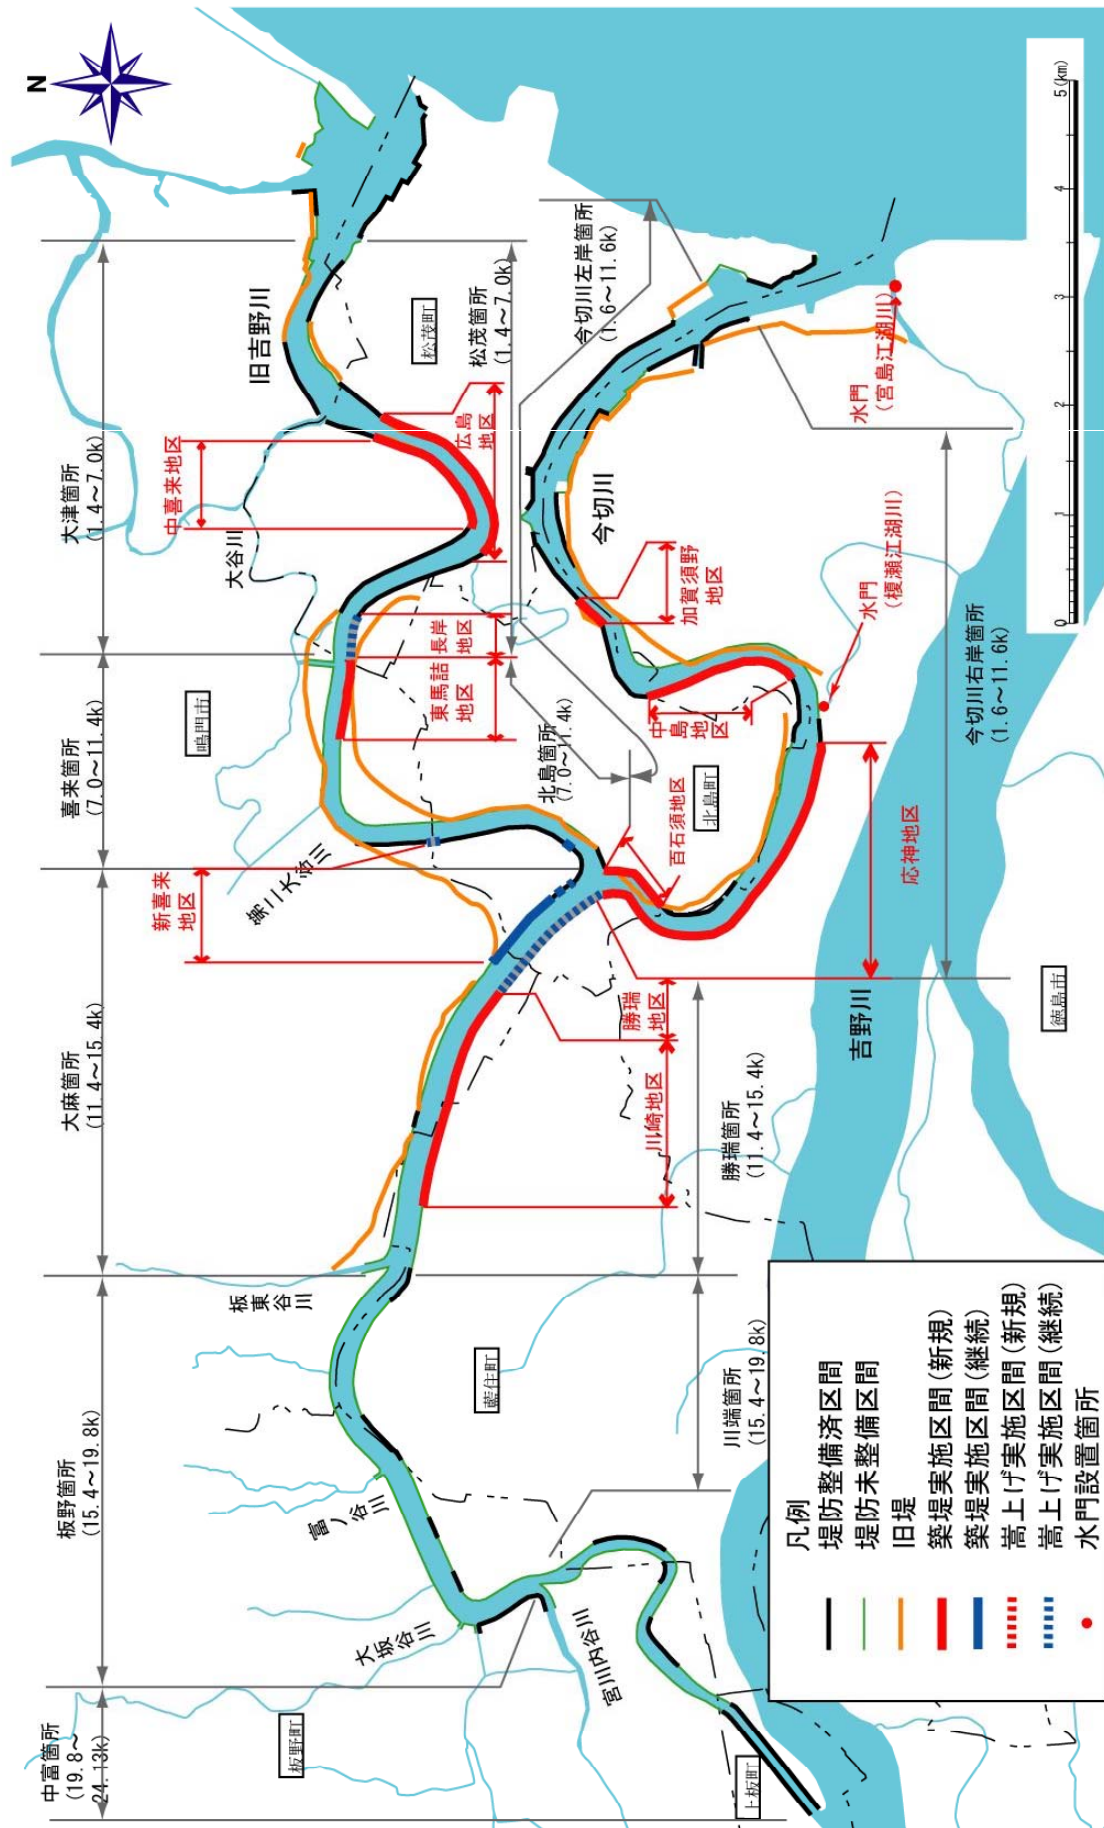 中富箇所
(19.8～
24.13k)
板野箇所
(15.4～19.8k)
大麻箇所
(11.4～15.4k)
喜来箇所
(7.0～11.4k)
大津箇所
(1.4～7.0k)
N
新喜来
地区
中喜来地区
板野町
大坂谷川
富ノ谷川
板東谷川
第二大谷川
鳴門市
大谷川
旧吉野川
松茂町
宮川内谷川
藍住町
東馬詰
地区
長岸
地区
広島
地区
松茂箇所
(1.4～7.0k)
北島箇所
(7.0～11.4k)
今切川左岸箇所
(1.6～11.6k)
今切川
上板町
川端箇所
(15.4～19.8k)
勝瑞箇所
(11.4～15.4k)
川崎地区
勝瑞
地区
百石須地区
北島町
中島
地区
加賀須野
地区
水門
(榎瀬江湖川)
水門
(宮島江湖川)
吉野川
応神地区
今切川右岸箇所
(1.6～11.6k)
徳島市
凡例
堤防整備済区間
堤防未整備区間
旧堤
築堤実施区間(新規)
築堤実施区間(継続)
嵩上げ実施区間(新規)
嵩上げ実施区間(継続)
水門設置箇所
0 1 2 3 4 5(km)